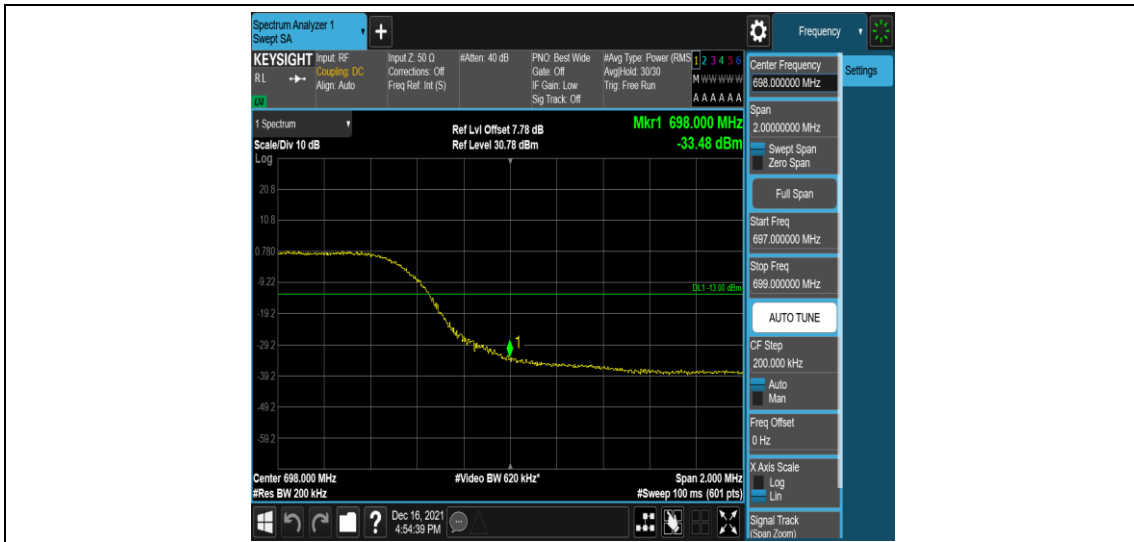 Spectrum Analyzer 1
Swept SA
+
Frequency
KEYSIGHT
RL
LXI
Input: RF
Coupling: DC
Align: Auto
Input Z: 50 Ω
Corrections: Off
Freq Ref: Int (S)
#Atten: 40 dB
PNO: Best Wide
Gate: Off
IF Gain: Low
Sig Track: Off
#Avg Type: Power (RMS
Avg|Hold: 30/30
Trig: Free Run
1 2 3 4 5 6
M W W W W W
A A A A A A
1 Spectrum
Scale/Div 10 dB
Ref Lvl Offset 7.78 dB
Ref Level 30.78 dBm
Mkr1 698.000 MHz
-33.48 dBm
Log
20.8
10.8
0.780
-9.22
-19.2
-29.2
-39.2
-49.2
-59.2
DL1 -13.00 dBm
1
Center 698.000 MHz
#Res BW 200 kHz
#Video BW 620 kHz*
Span 2.000 MHz
#Sweep 100 ms (601 pts)
Center Frequency
698.000000 MHz
Settings
Span
2.00000000 MHz
Swept Span
Zero Span
Full Span
Start Freq
697.000000 MHz
Stop Freq
699.000000 MHz
AUTO TUNE
CF Step
200.000 kHz
Auto
Man
Freq Offset
0 Hz
X Axis Scale
Log
Lin
Signal Track
(Span Zoom)
?
Dec 16, 2021
4:54:39 PM